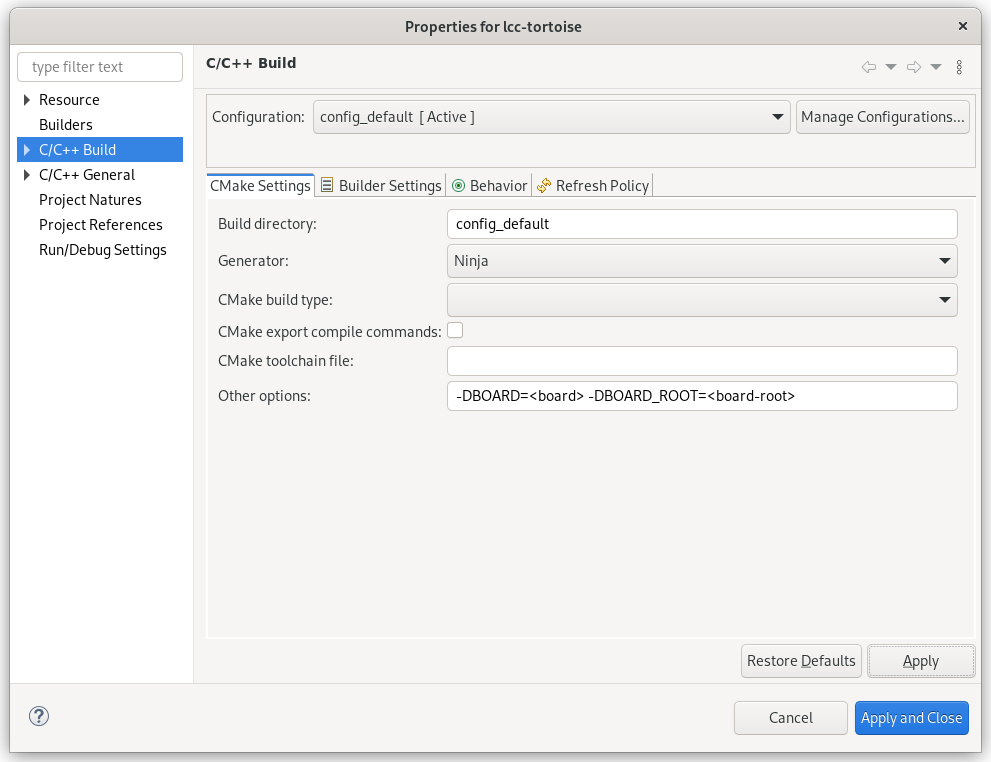 Properties for lcc-tortoise
type filter text
Resource
Builders
C/C++ Build
C/C++ General
Project Natures
Project References
Run/Debug Settings
C/C++ Build
Configuration: config_default [ Active ] Manage Configurations...
CMake Settings Builder Settings Behavior Refresh Policy
Build directory: config_default
Generator: Ninja
CMake build type:
CMake export compile commands:
CMake toolchain file:
Other options: -DBOARD=<board> -DBOARD_ROOT=<board-root>
Restore Defaults Apply
Cancel Apply and Close